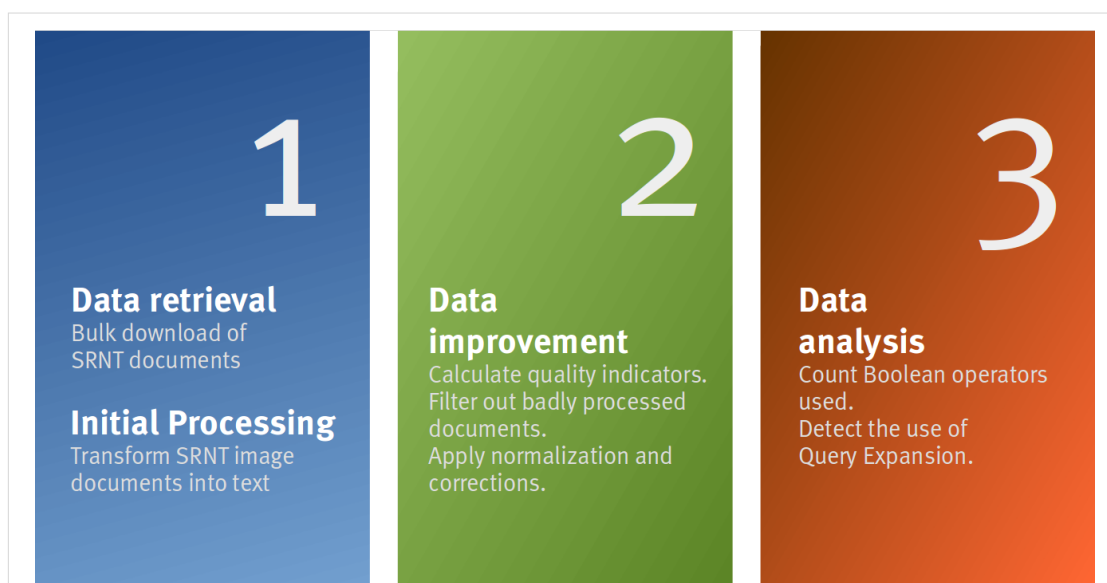 1
Data retrieval
Bulk download of
SRNT documents
Initial Processing
Transform SRNT image
documents into text
2
Data
improvement
Calculate quality indicators.
Filter out badly processed
documents.
Apply normalization and
corrections.
3
Data
analysis
Count Boolean operators
used.
Detect the use of
Query Expansion.